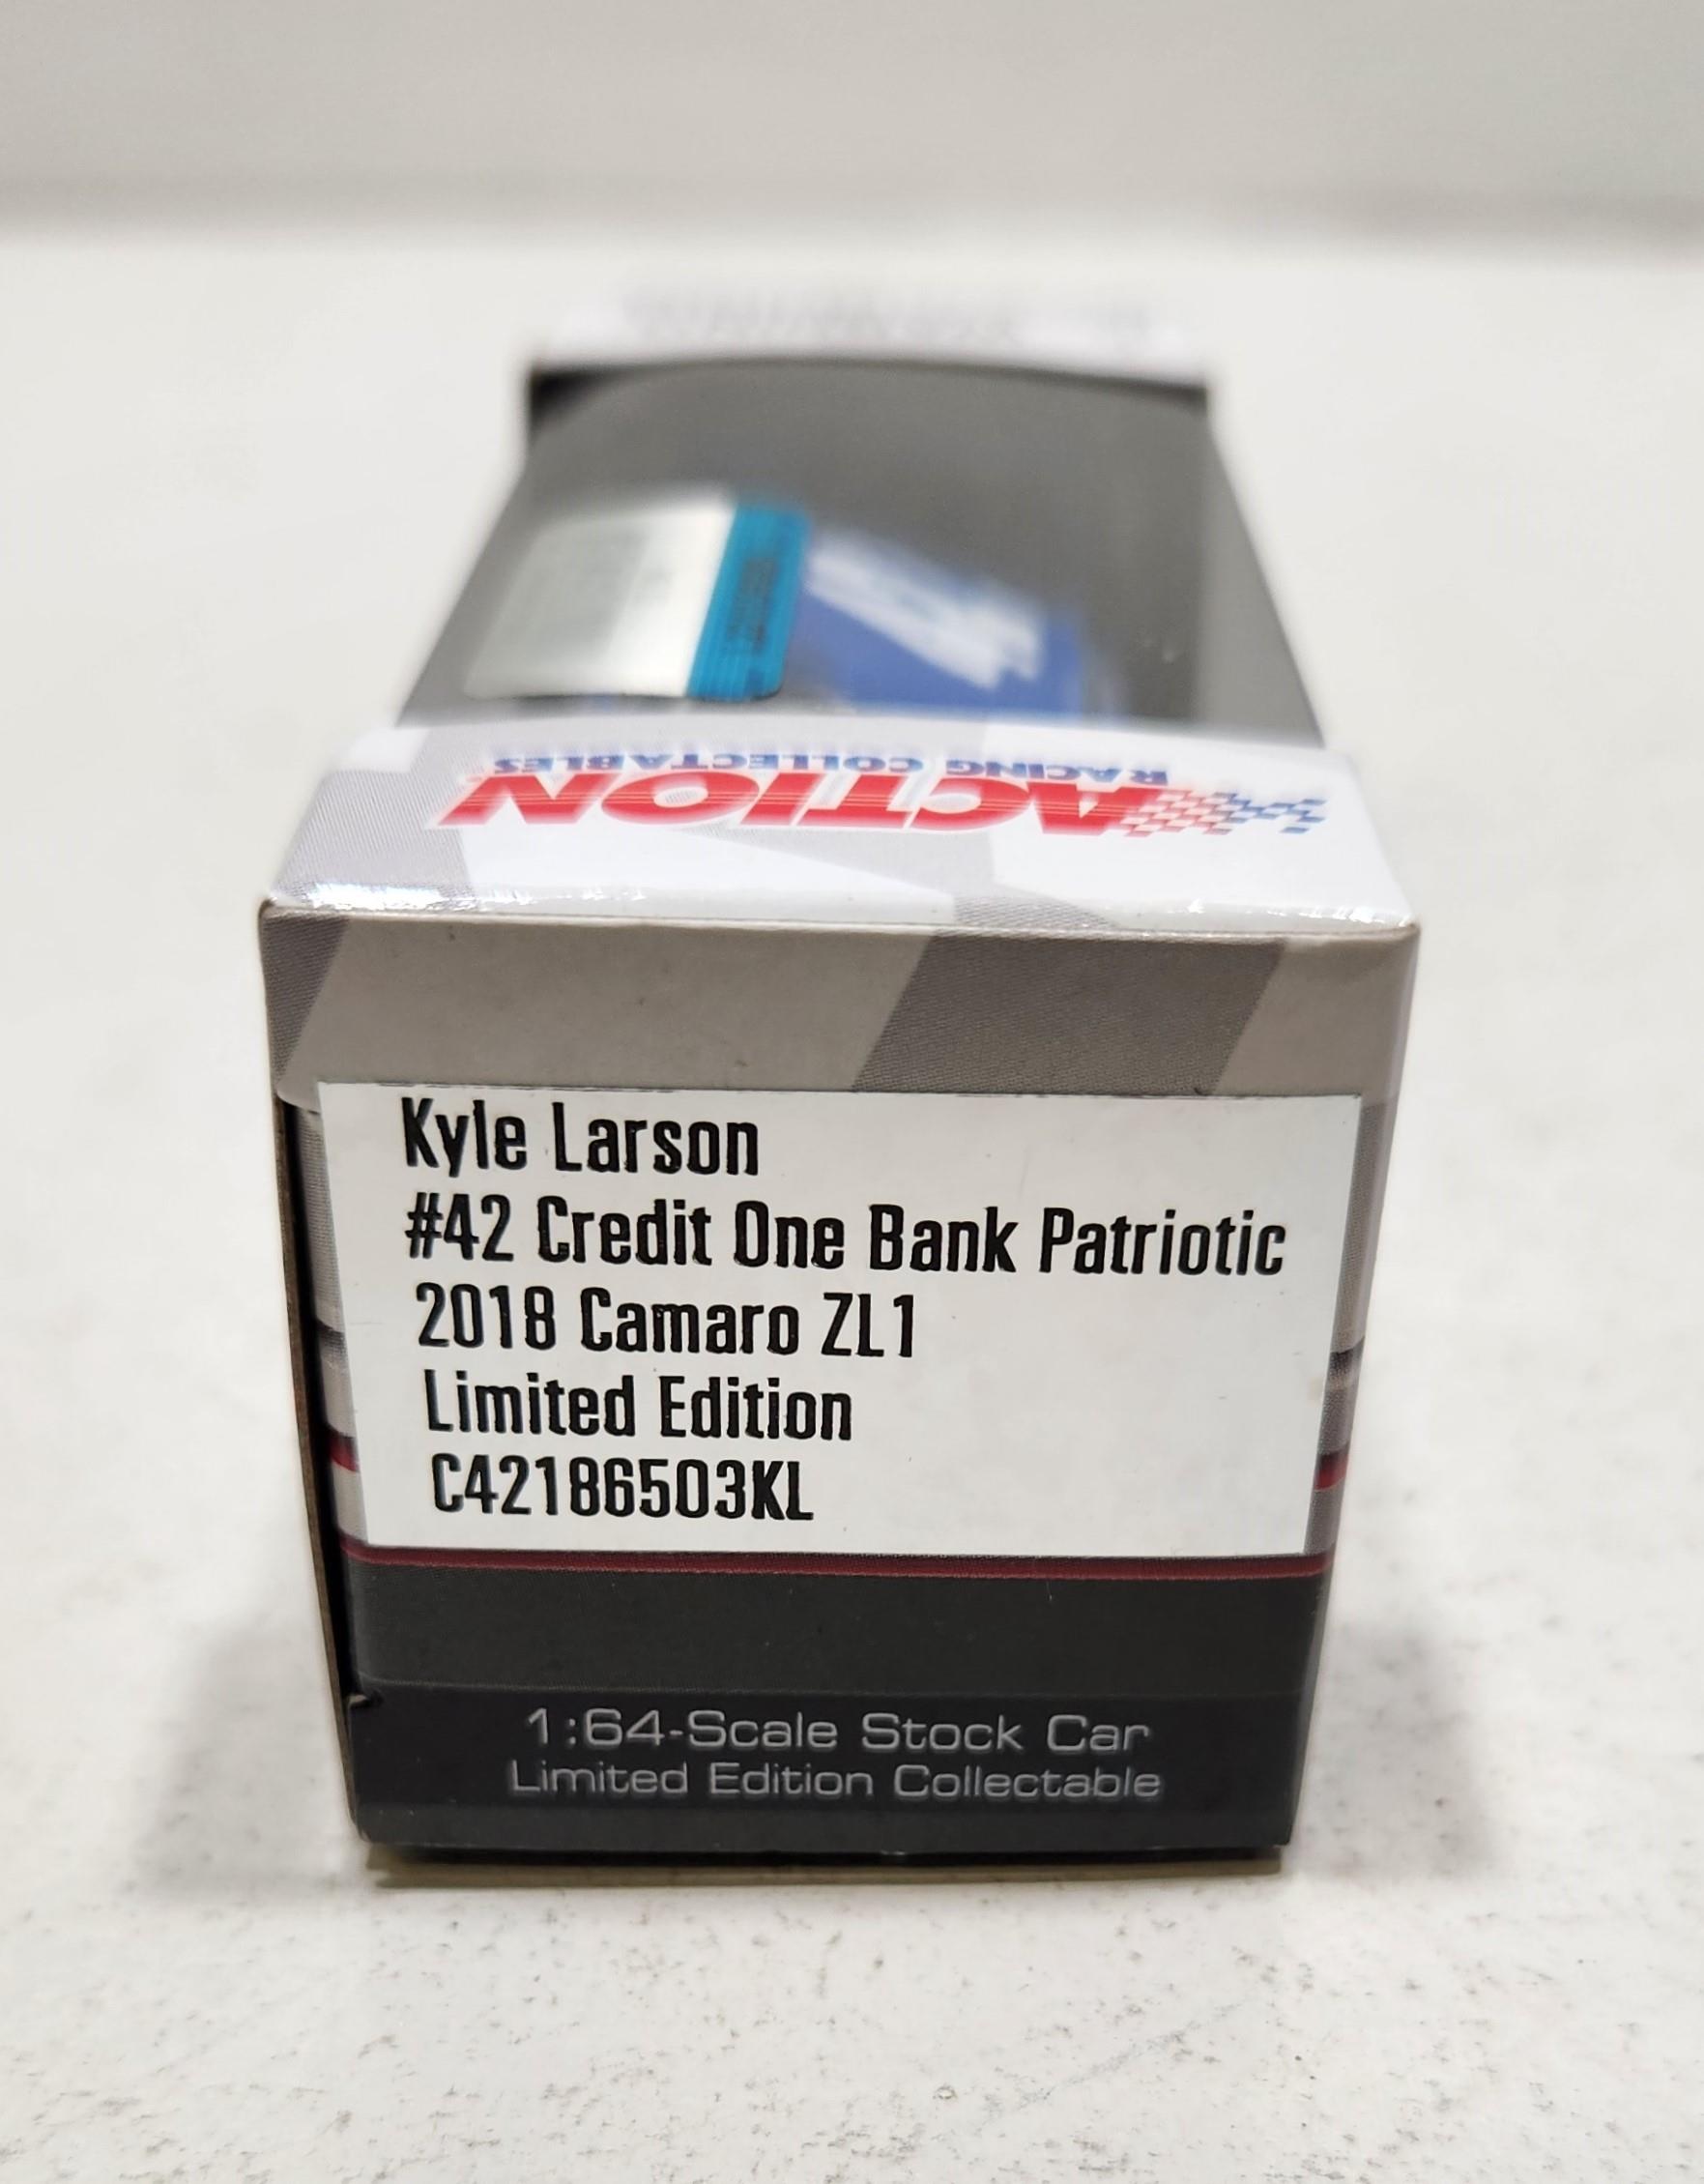 ACTION
RACING COLLECTABLES
Kyle Larson
#42 Credit One Bank Patriotic
2018 Camaro ZL1
Limited Edition
C42186503KL
1:64-Scale Stock Car
Limited Edition Collectable